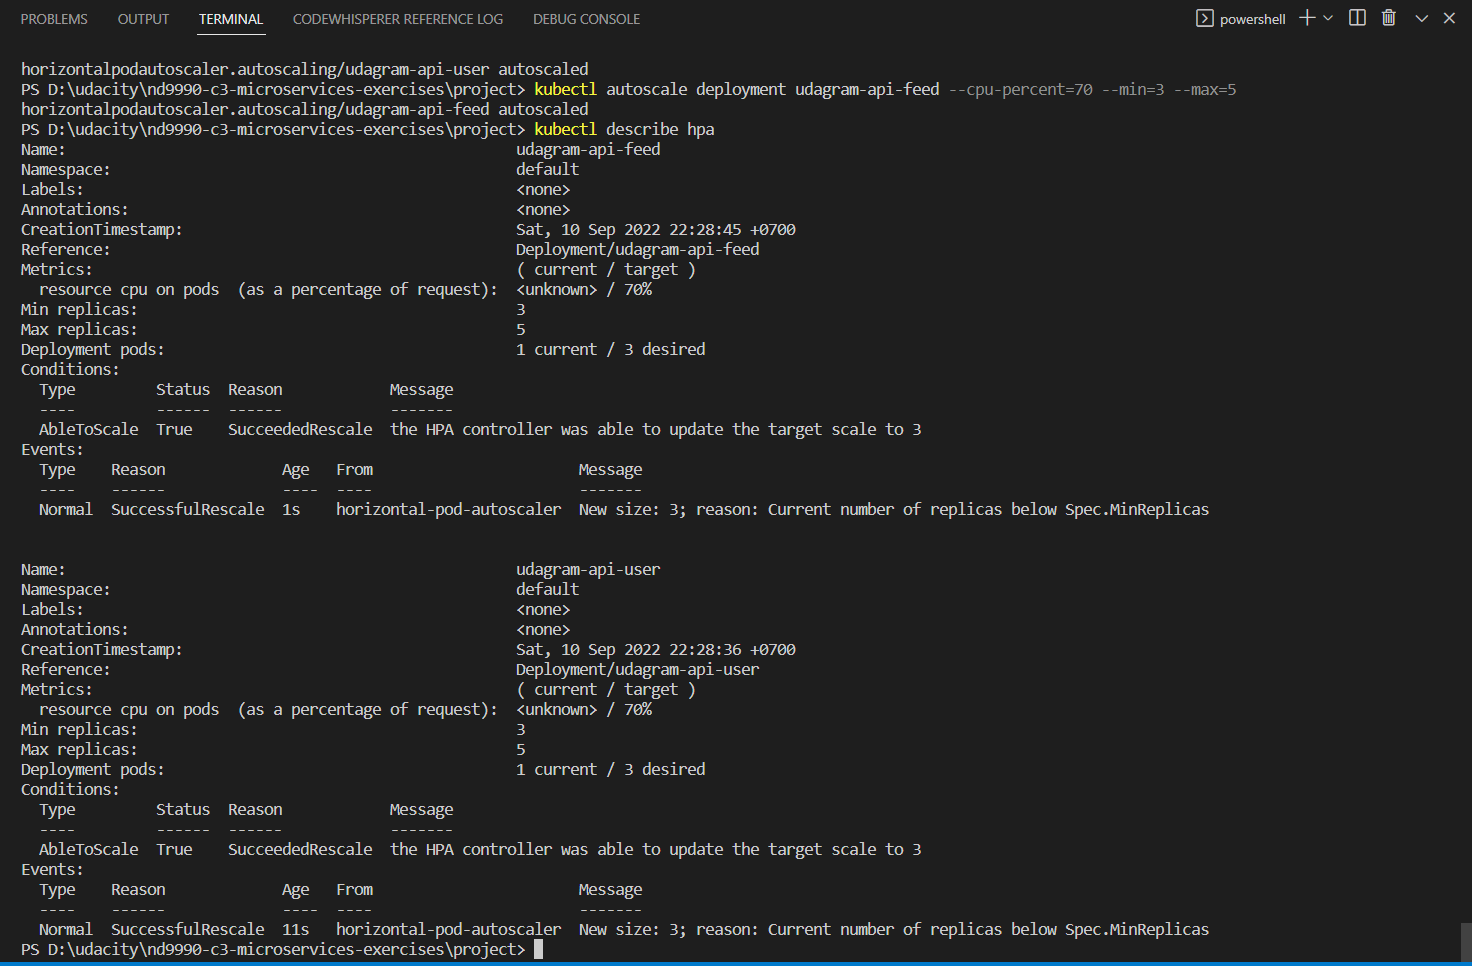 PROBLEMS OUTPUT TERMINAL CODEWHISPERER REFERENCE LOG DEBUG CONSOLE powershell
horizontalpodautoscaler.autoscaling/udagram-api-user autoscaled
PS D:\udacity\nd9990-c3-microservices-exercises\project> kubectl autoscale deployment udagram-api-feed --cpu-percent=70 --min=3 --max=5
horizontalpodautoscaler.autoscaling/udagram-api-feed autoscaled
PS D:\udacity\nd9990-c3-microservices-exercises\project> kubectl describe hpa
Name: udagram-api-feed
Namespace: default
Labels: <none>
Annotations: <none>
CreationTimestamp: Sat, 10 Sep 2022 22:28:45 +0700
Reference: Deployment/udagram-api-feed
Metrics: ( current / target )
resource cpu on pods (as a percentage of request): <unknown> / 70%
Min replicas: 3
Max replicas: 5
Deployment pods: 1 current / 3 desired
Conditions:
Type Status Reason Message
---- ------ ------ -------
AbleToScale True SucceededRescale the HPA controller was able to update the target scale to 3
Events:
Type Reason Age From Message
---- ------ ---- ---- -------
Normal SuccessfulRescale 1s horizontal-pod-autoscaler New size: 3; reason: Current number of replicas below Spec.MinReplicas
Name: udagram-api-user
Namespace: default
Labels: <none>
Annotations: <none>
CreationTimestamp: Sat, 10 Sep 2022 22:28:36 +0700
Reference: Deployment/udagram-api-user
Metrics: ( current / target )
resource cpu on pods (as a percentage of request): <unknown> / 70%
Min replicas: 3
Max replicas: 5
Deployment pods: 1 current / 3 desired
Conditions:
Type Status Reason Message
---- ------ ------ -------
AbleToScale True SucceededRescale the HPA controller was able to update the target scale to 3
Events:
Type Reason Age From Message
---- ------ ---- ---- -------
Normal SuccessfulRescale 11s horizontal-pod-autoscaler New size: 3; reason: Current number of replicas below Spec.MinReplicas
PS D:\udacity\nd9990-c3-microservices-exercises\project>